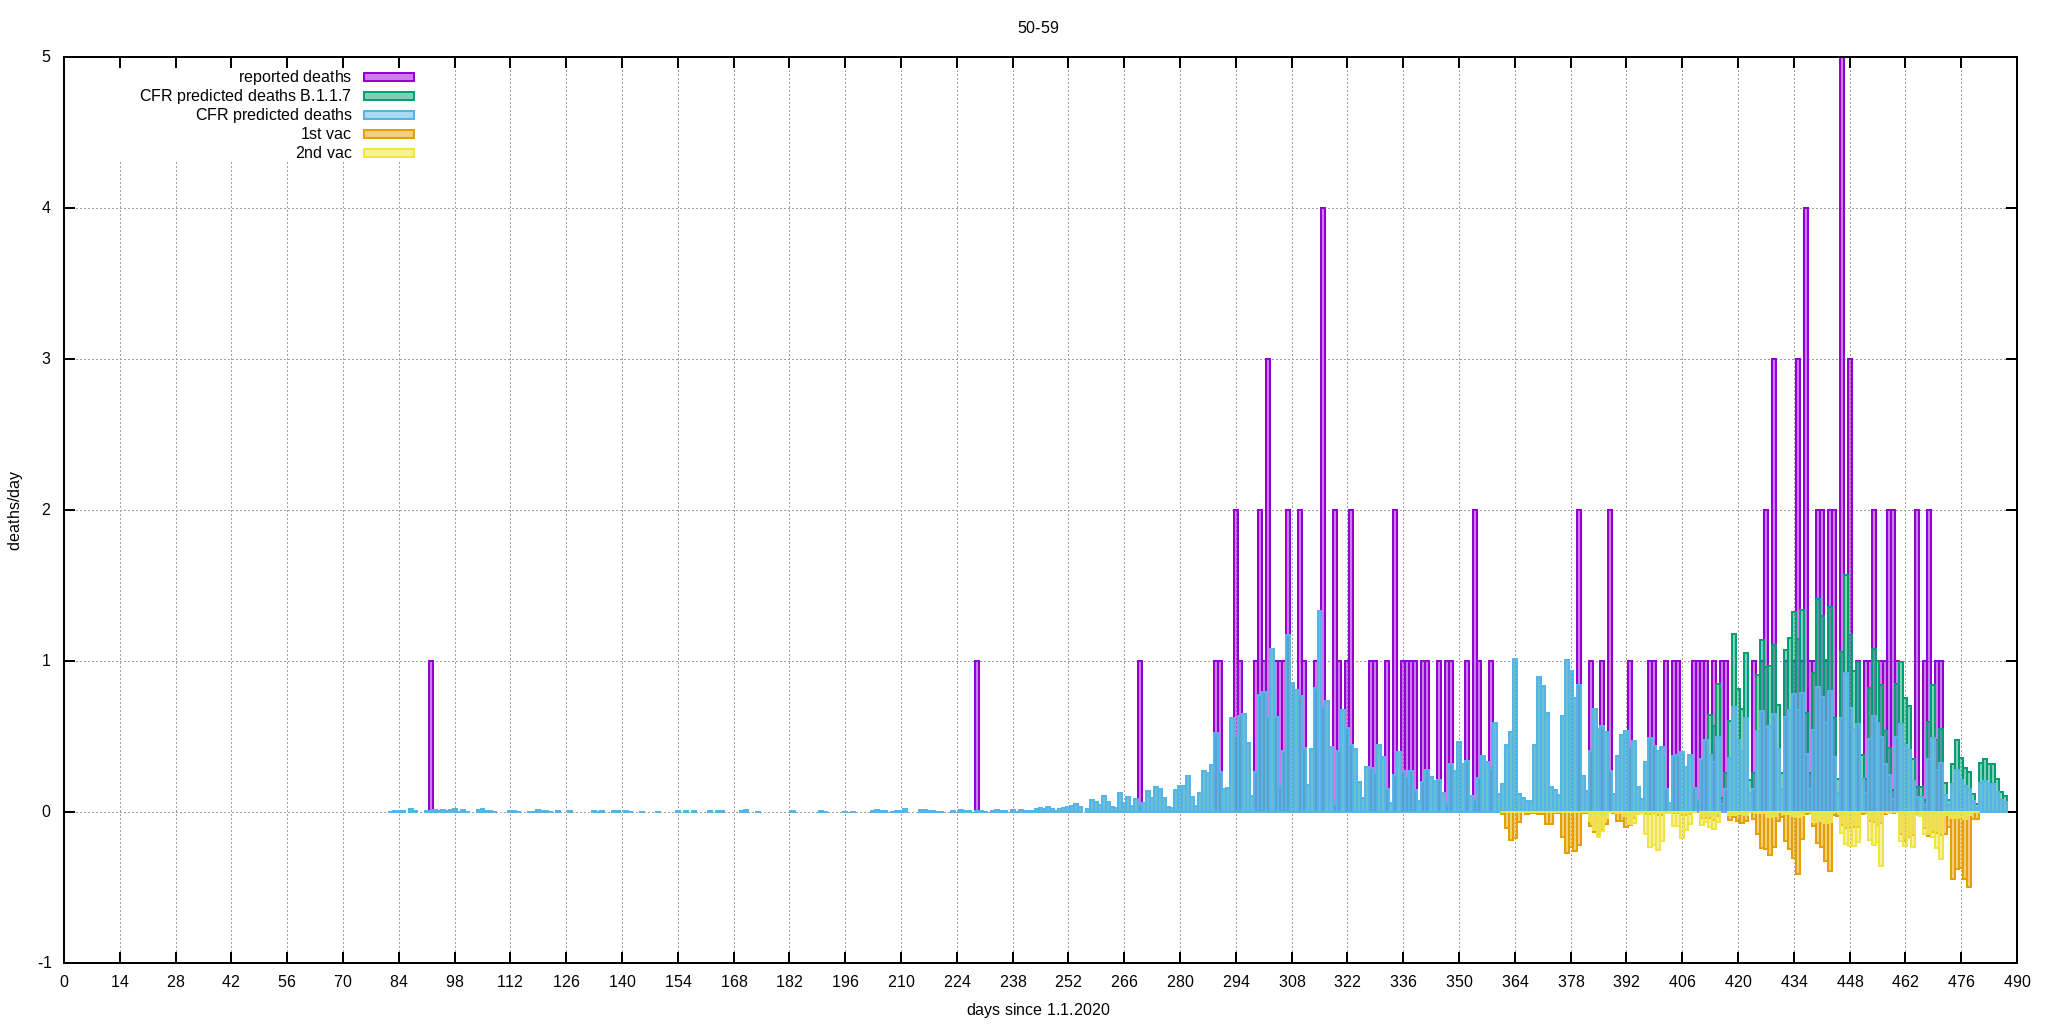 50-59
reported deaths
CFR predicted deaths B.1.1.7
CFR predicted deaths
1st vac
2nd vac
5
4
3
2
1
0
-1
deaths/day
0 14 28 42 56 70 84 98 112 126 140 154 168 182 196 210 224 238 252 266 280 294 308 322 336 350 364 378 392 406 420 434 448 462 476 490
days since 1.1.2020